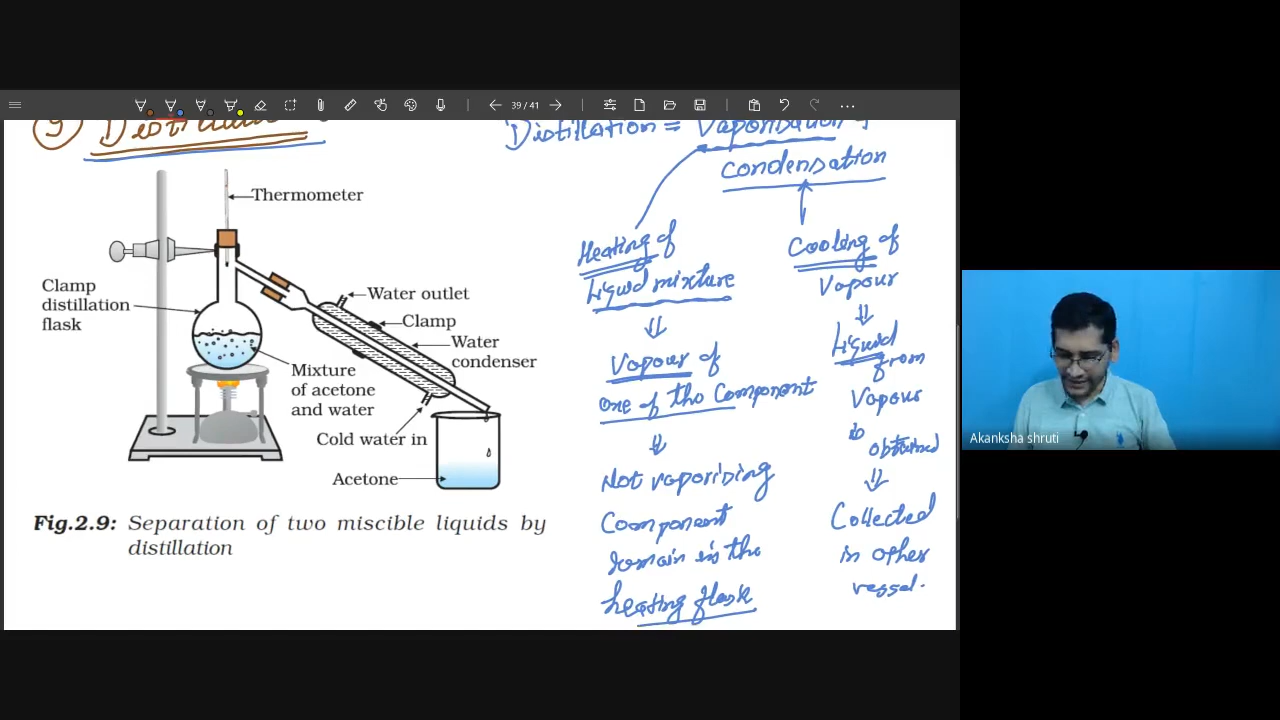 39 / 41
Distillation = Vaporisation +
condensation
Thermometer
Water outlet
Clamp
Water
condenser
Clamp
distillation
flask
Mixture
of acetone
and water
Cold water in
Acetone
Fig.2.9: Separation of two miscible liquids by
distillation
Heating of
Liquid mixture
Vapour of
one of the Component
Not vaporising
Component
in the
heating flask
Cooling of
Vapour
Liquid
from
Vapour
is
obtained
Collected
in other
vessel.
Akanksha shruti